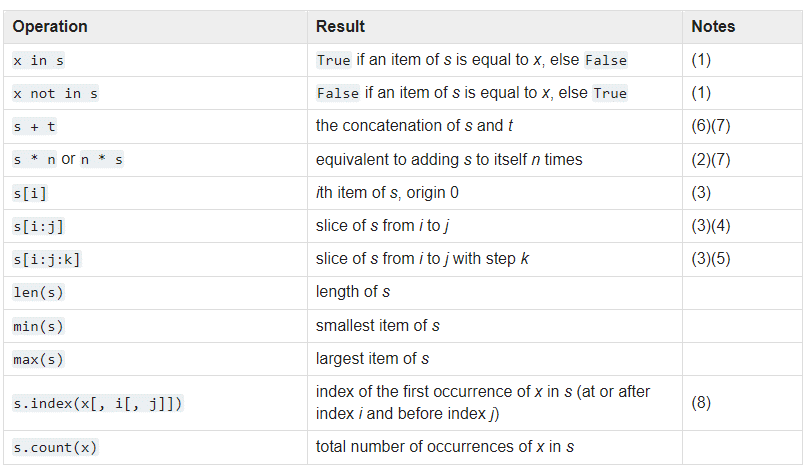 Operation Result Notes
x in s True if an item of s is equal to x, else False (1)
x not in s False if an item of s is equal to x, else True (1)
s + t the concatenation of s and t (6)(7)
s * n or n * s equivalent to adding s to itself n times (2)(7)
s[i] ith item of s, origin 0 (3)
s[i:j] slice of s from i to j (3)(4)
s[i:j:k] slice of s from i to j with step k (3)(5)
len(s) length of s
min(s) smallest item of s
max(s) largest item of s
s.index(x[, i[, j]]) index of the first occurrence of x in s (at or after
index i and before index j) (8)
s.count(x) total number of occurrences of x in s